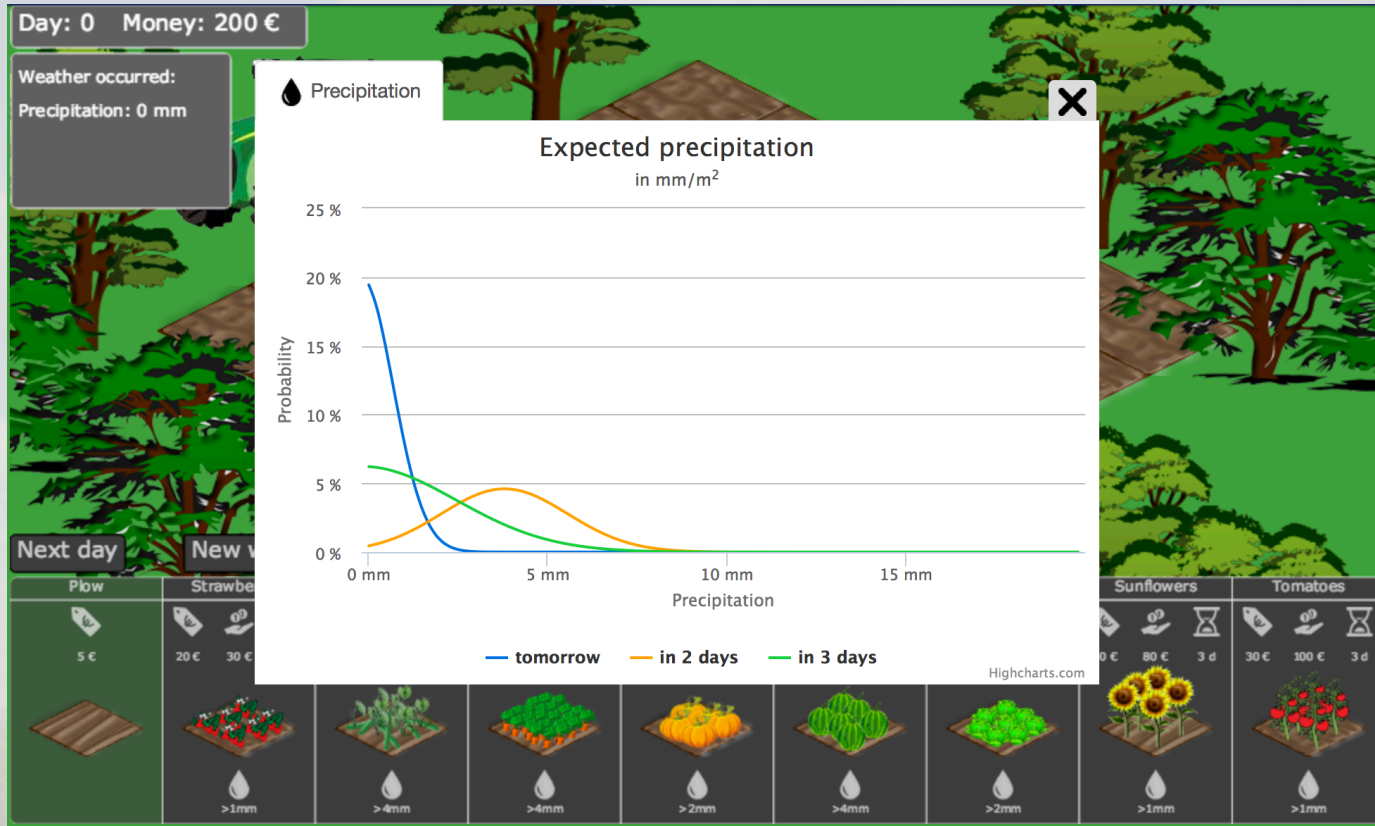 Day: 0 Money: 200 €
Weather occurred:
Precipitation: 0 mm
Precipitation
Expected precipitation
in mm/m²
25 %
20 %
15 %
10 %
5 %
0 %
Probability
0 mm 5 mm 10 mm 15 mm
Precipitation
tomorrow in 2 days in 3 days
Highcharts.com
Next day New
Plow Sunflowers Tomatoes
5 € 20 € 30 € 80 € 3 d 30 € 100 € 3 d
>1mm >4mm >4mm >2mm >4mm >2mm >1mm >1mm